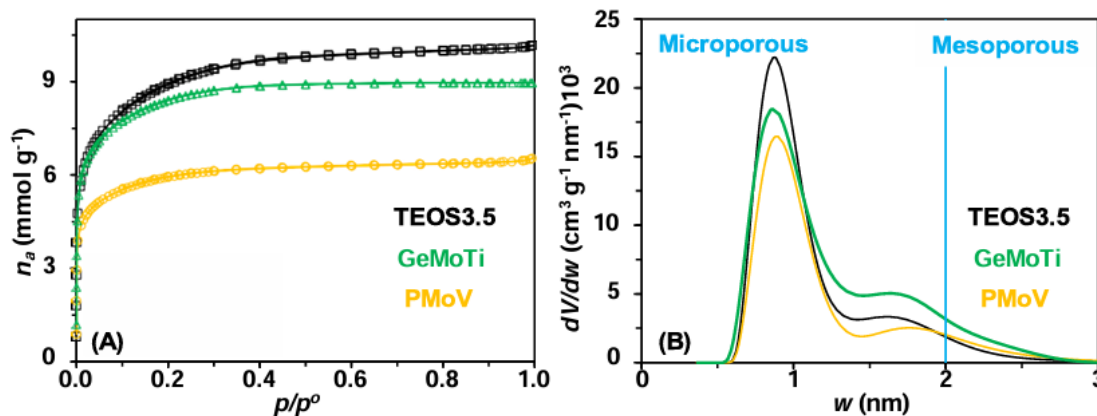 9
6
3
0
n_a (mmol g⁻¹)
TEOS3.5
GeMoTi
PMoV
(A)
0.0 0.2 0.4 0.6 0.8 1.0
p/p°
25
20
15
10
5
0
dV/dw (cm³ g⁻¹ nm⁻¹)10³
Microporous Mesoporous
TEOS3.5
GeMoTi
PMoV
(B)
0 1 2 3
w (nm)